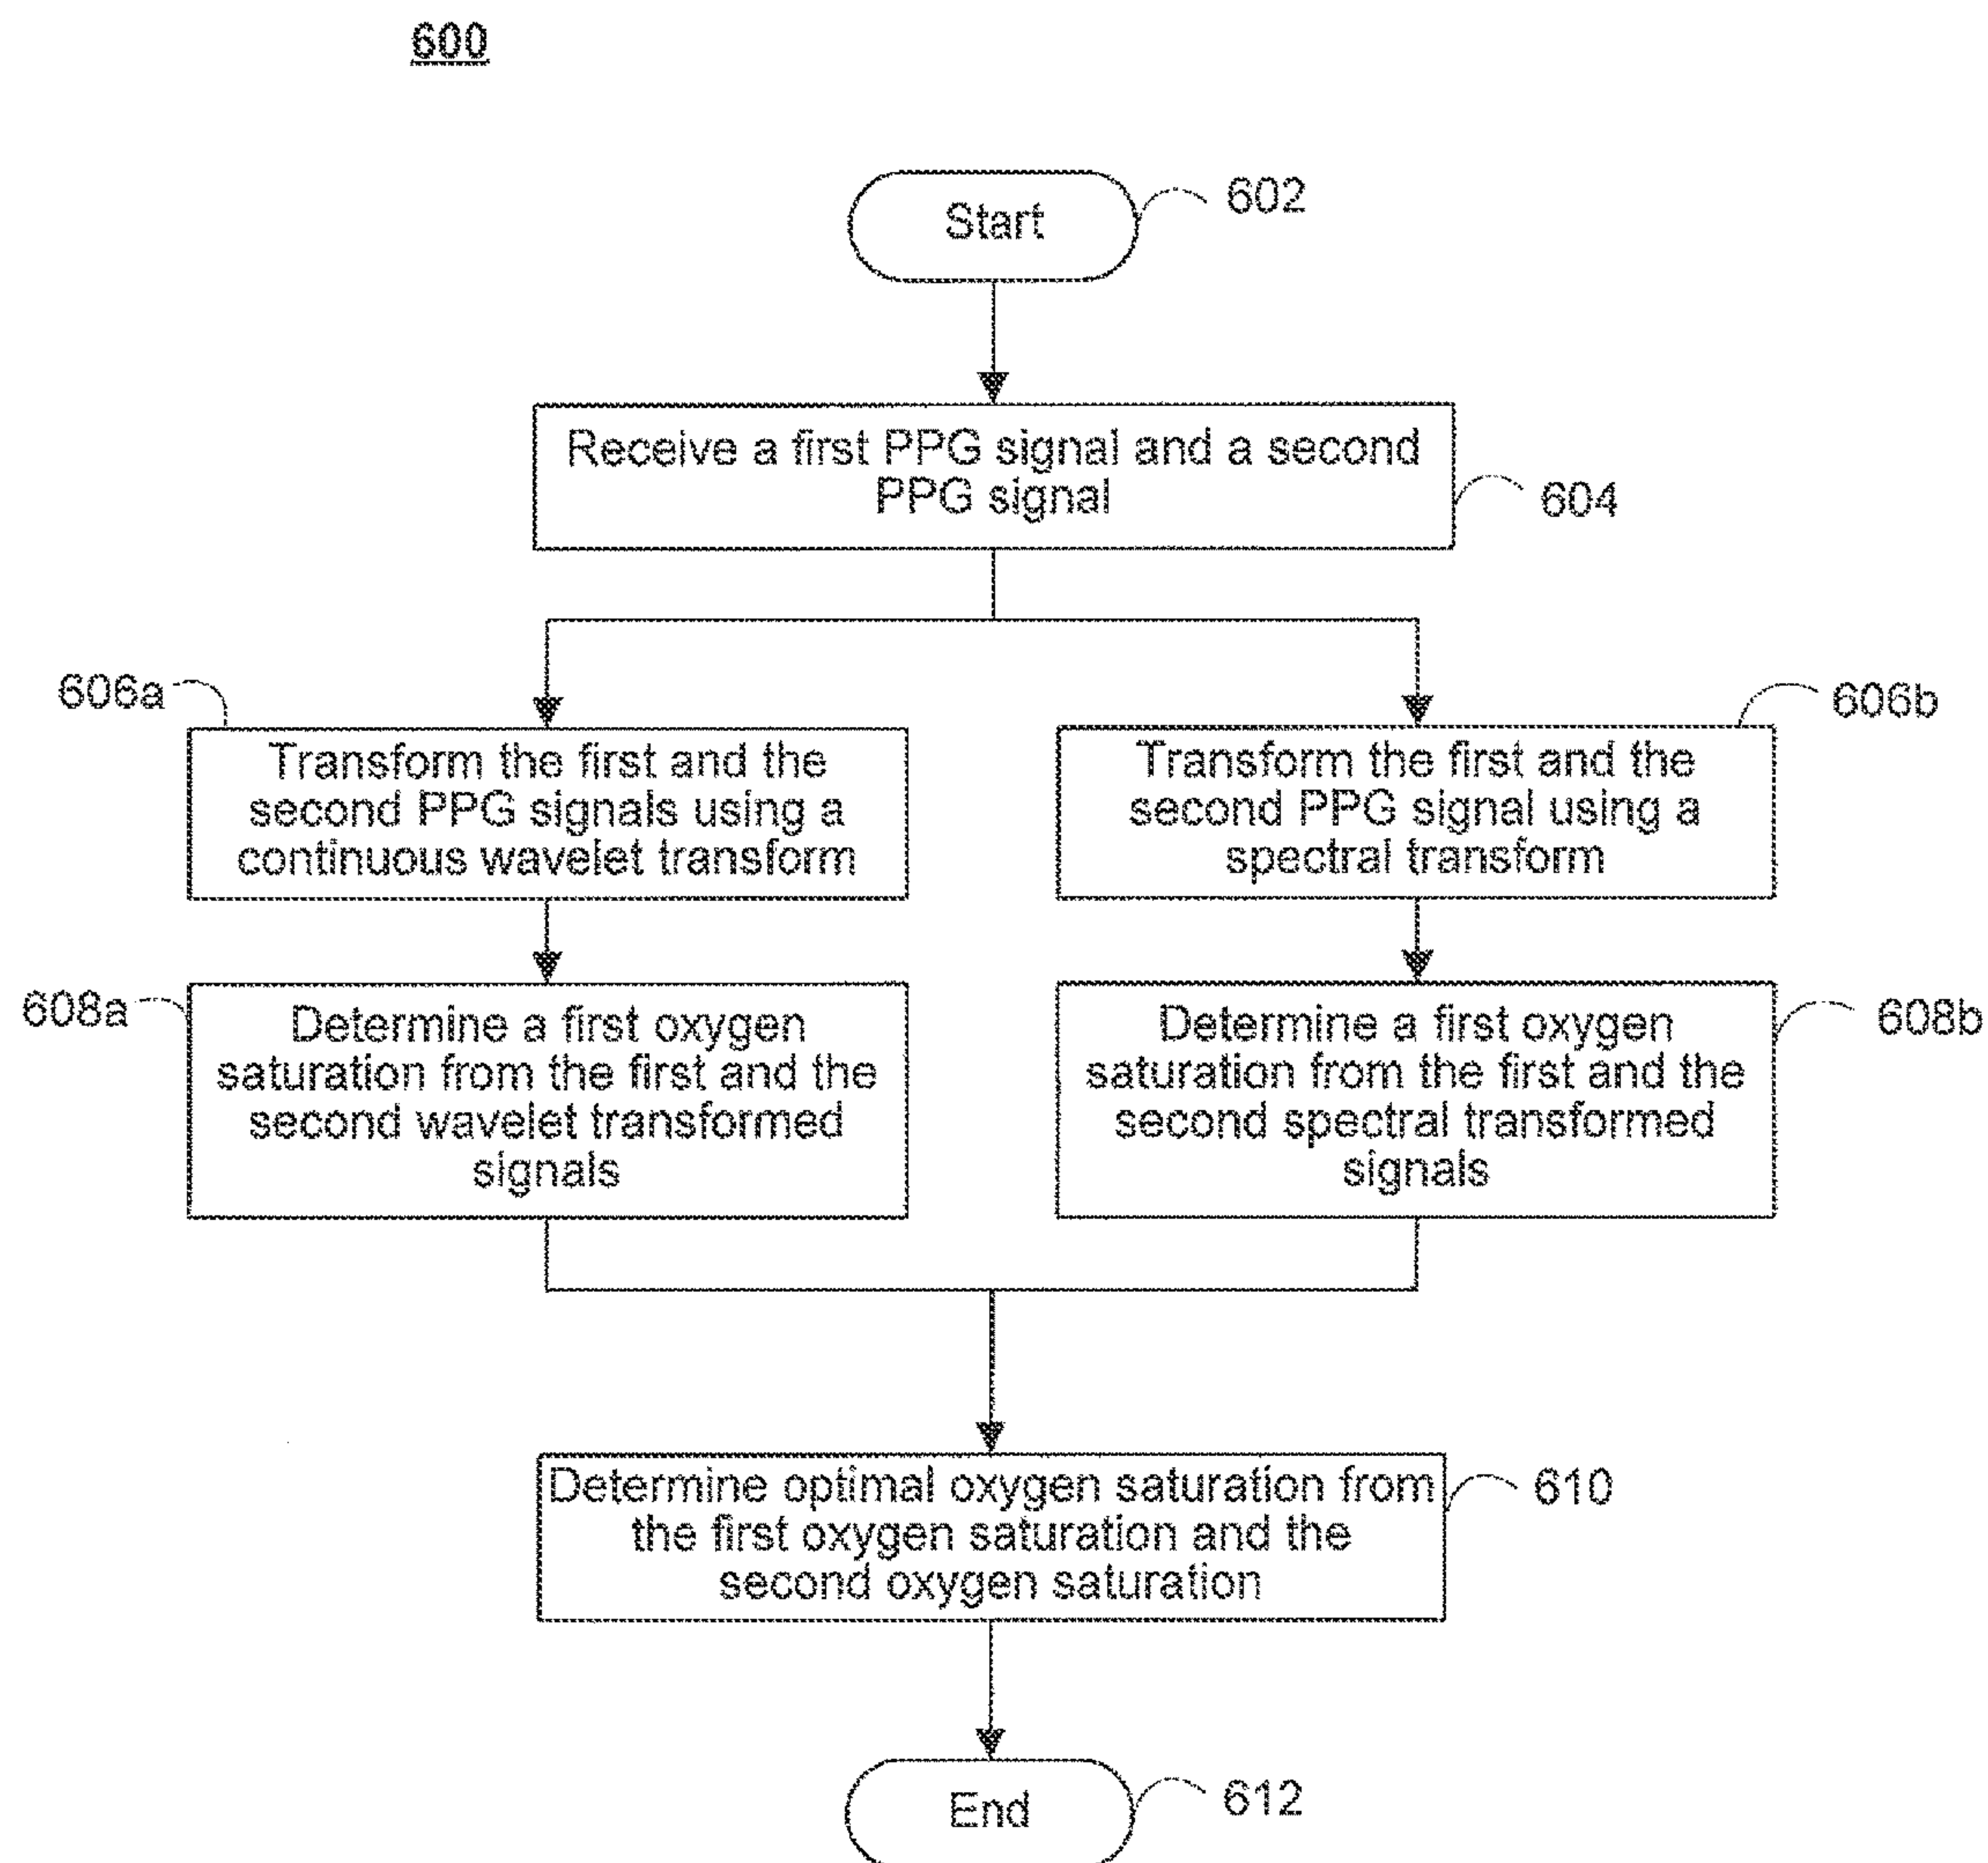 600
Start
602
Receive a first PPG signal and a second
PPG signal
604
606a
Transform the first and the
second PPG signals using a
continuous wavelet transform
606b
Transform the first and the
second PPG signal using a
spectral transform
608a
Determine a first oxygen
saturation from the first and the
second wavelet transformed
signals
608b
Determine a first oxygen
saturation from the first and the
second spectral transformed
signals
Determine optimal oxygen saturation from
the first oxygen saturation and the
second oxygen saturation
610
End
612